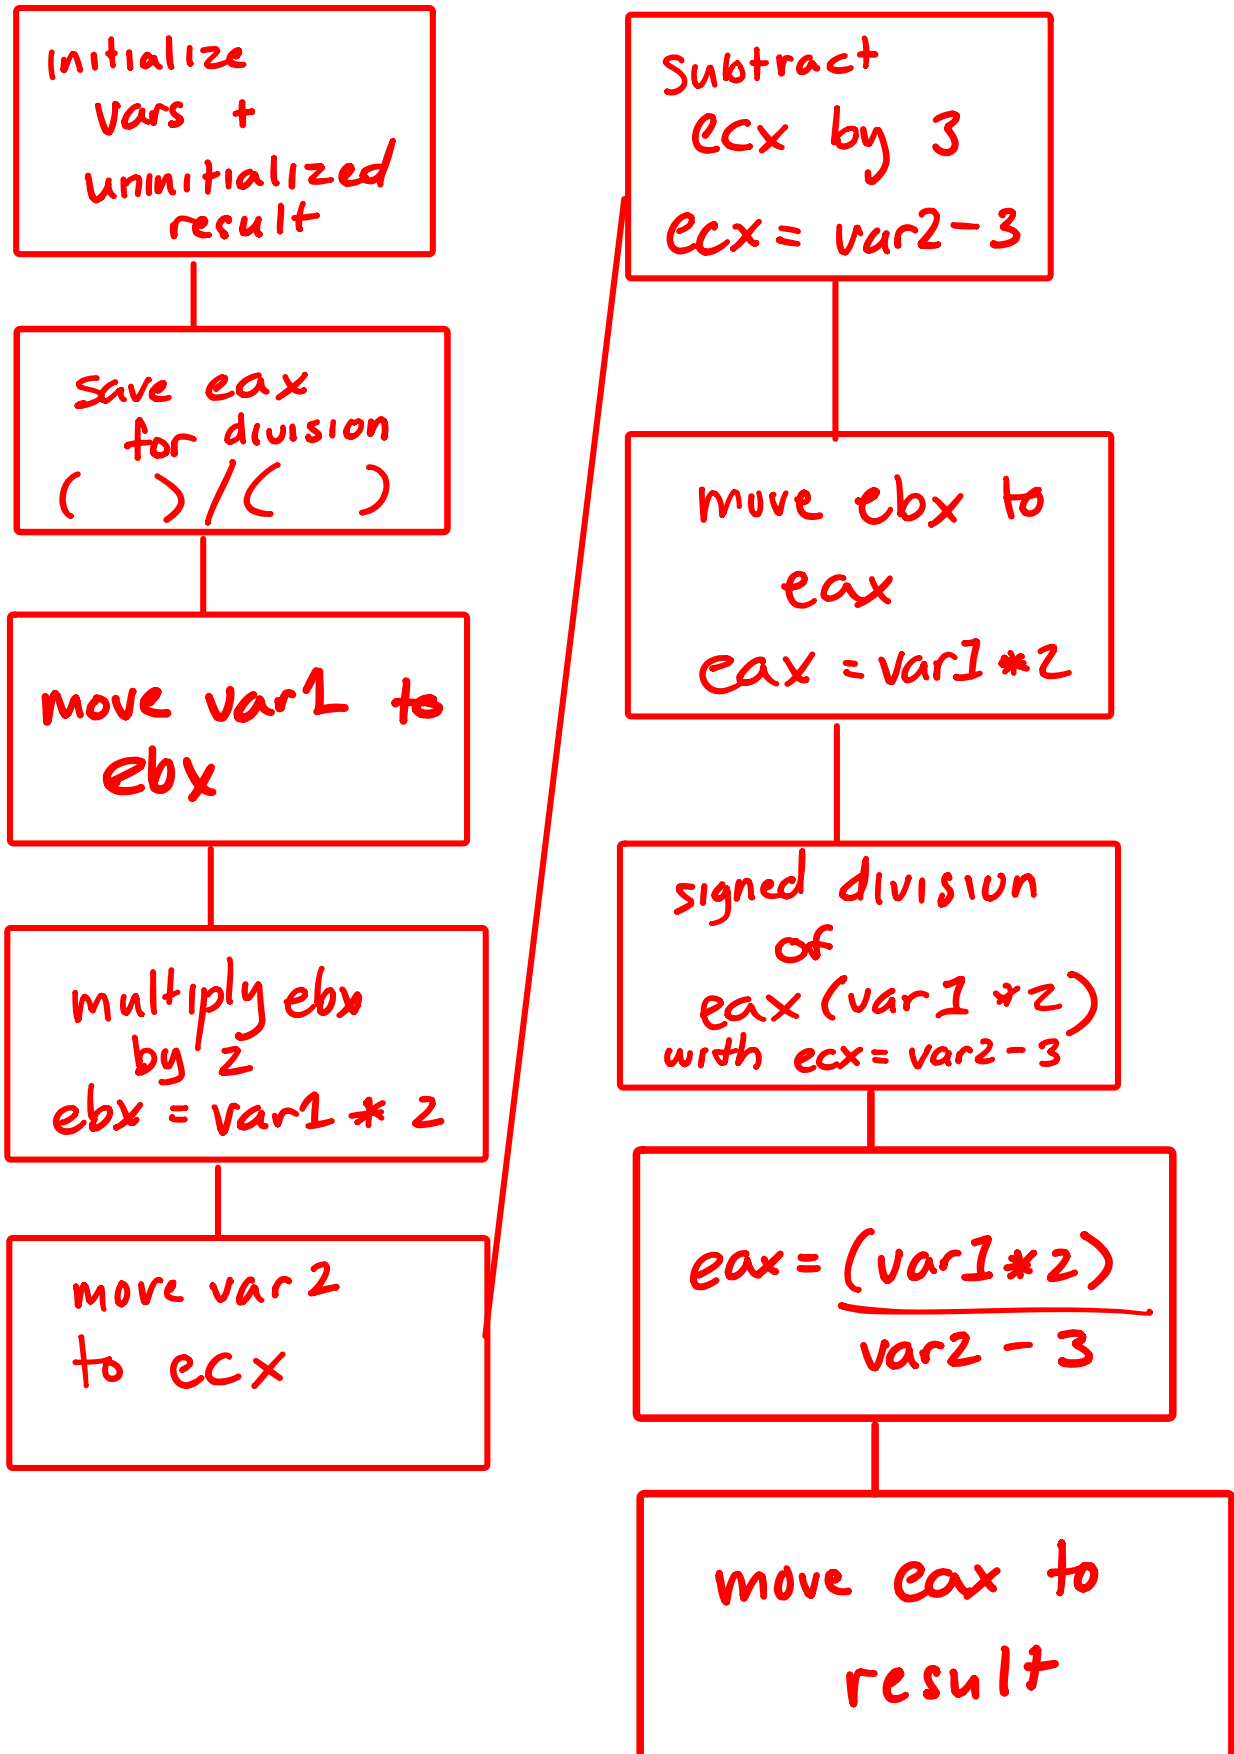 initialize
vars +
uninitialized
result
save eax
for division
( )/( )
move var1 to
ebx
multiply ebx
by 2
ebx = var1 * 2
move var2
to ecx
Subtract
ecx by 3
ecx = var2-3
move ebx to
eax
eax = var1*2
signed division
of
eax (var1 *2)
with ecx = var2-3
eax = (var1*2)
var2 - 3
move eax to
result